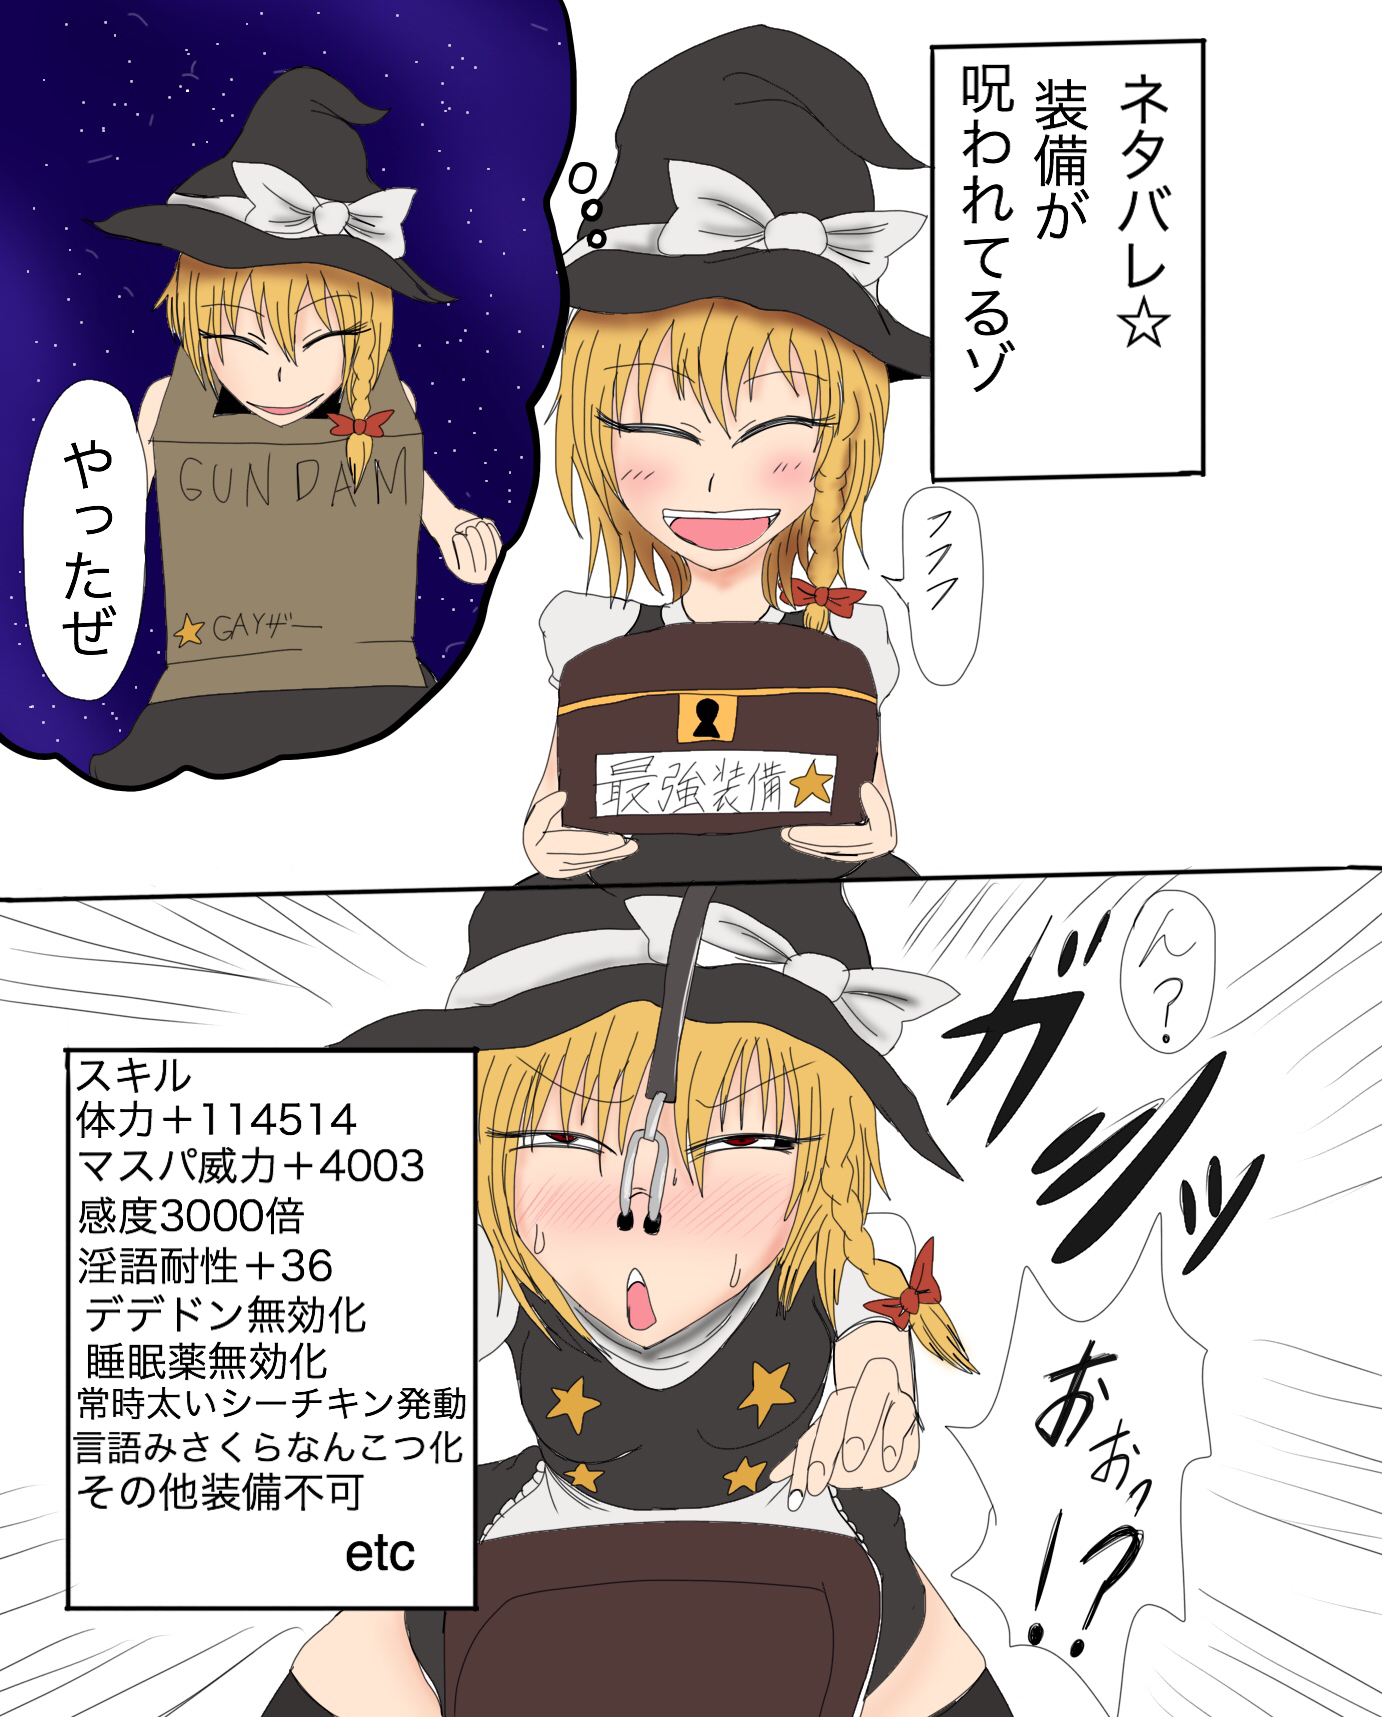 ネタバレ☆
装備が
呪われてるゾ
やったぜ
GUNDAM
★GAYザー
フフフ
最強装備★
ん?
ガシッ
おおっ!?
スキル
体力+114514
マスパ威力+4003
感度3000倍
淫語耐性+36
デデドン無効化
睡眠薬無効化
常時太いシーチキン発動
言語みさくらなんこつ化
その他装備不可
etc